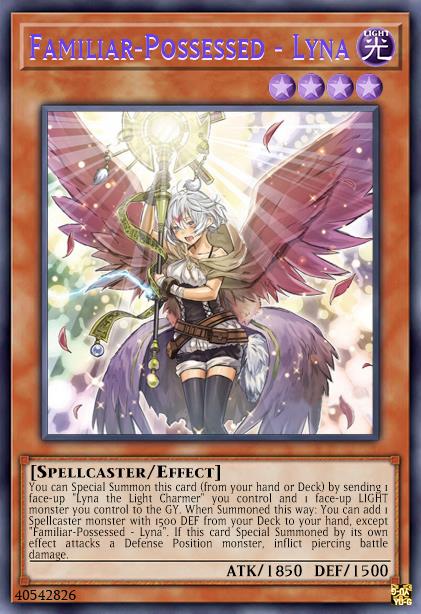 FAMILIAR-POSSESSED - LYNA
LIGHT
光
[SPELLCASTER/EFFECT]
You can Special Summon this card (from your hand or Deck) by sending 1
face-up "Lyna the Light Charmer" you control and 1 face-up LIGHT
monster you control to the GY. When Summoned this way: You can add 1
Spellcaster monster with 1500 DEF from your Deck to your hand, except
"Familiar-Possessed - Lyna". If this card Special Summoned by its own
effect attacks a Defense Position monster, inflict piercing battle
damage.
ATK/1850 DEF/1500
40542826